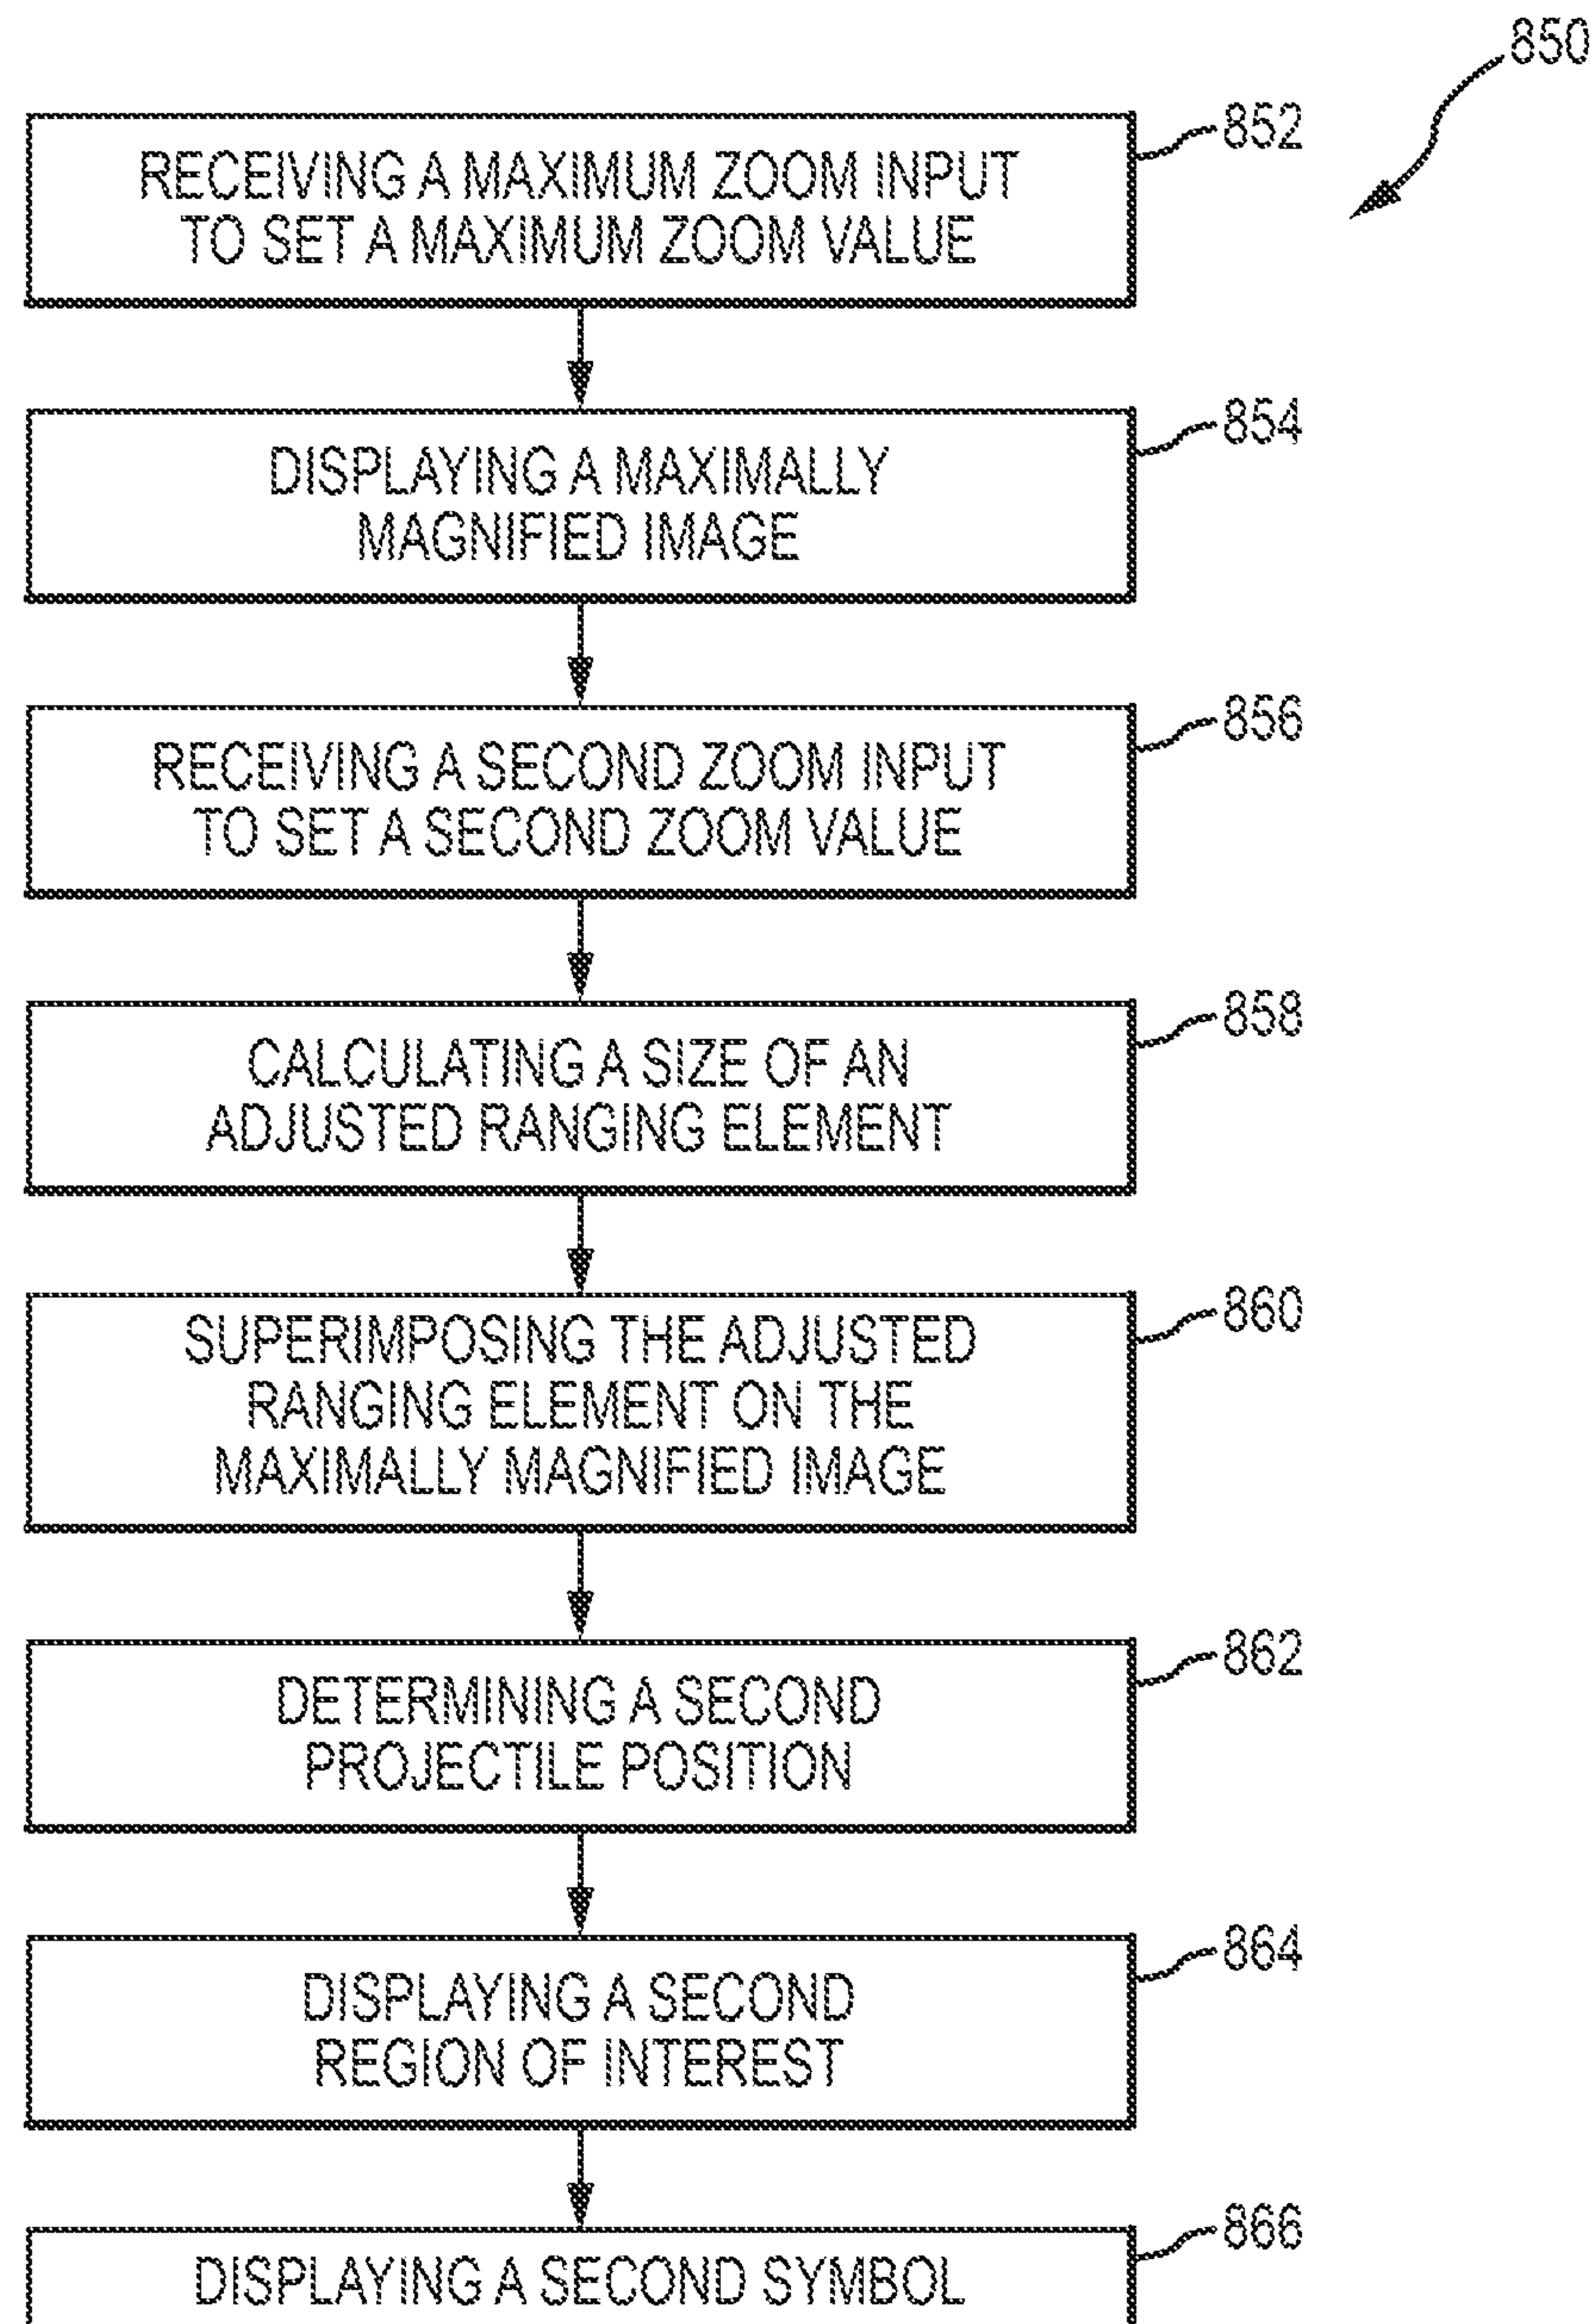 850
RECEIVING A MAXIMUM ZOOM INPUT
TO SET A MAXIMUM ZOOM VALUE
852
DISPLAYING A MAXIMALLY
MAGNIFIED IMAGE
854
RECEIVING A SECOND ZOOM INPUT
TO SET A SECOND ZOOM VALUE
856
CALCULATING A SIZE OF AN
ADJUSTED RANGING ELEMENT
858
SUPERIMPOSING THE ADJUSTED
RANGING ELEMENT ON THE
MAXIMALLY MAGNIFIED IMAGE
860
DETERMINING A SECOND
PROJECTILE POSITION
862
DISPLAYING A SECOND
REGION OF INTEREST
864
DISPLAYING A SECOND SYMBOL
866